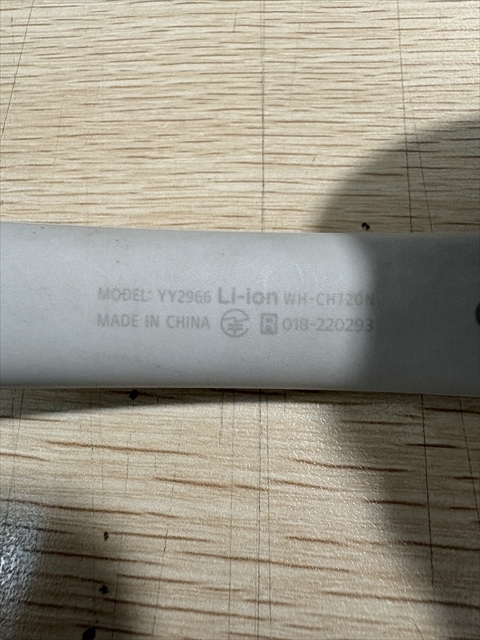 MODEL: YY2966 Li-ion WH-CH720N
MADE IN CHINA R 018-220293